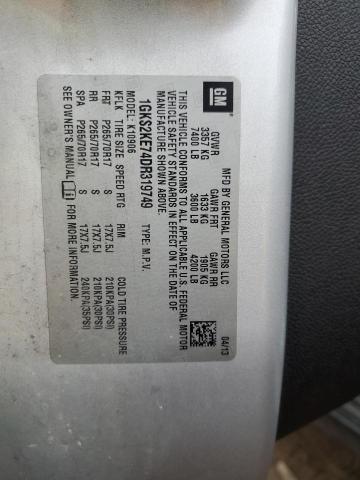 GM
MFD BY GENERAL MOTORS LLC
04/13
GVWR GAWR FRT GAWR RR
3357 KG 1633 KG 1905 KG
7400 LB 3600 LB 4200 LB
THIS VEHICLE CONFORMS TO ALL APPLICABLE U.S. FEDERAL MOTOR
VEHICLE SAFETY STANDARDS IN EFFECT ON THE DATE OF
MANUFACTURE SHOWN ABOVE.
1GKS2KE74DR319749 TYPE: M.P.V.
MODEL: K10906
KFLK TIRE SIZE SPEED RTG RIM COLD TIRE PRESSURE
FRT P265/70R17 S 17X7.5J 210KPA(30PSI)
RR P265/70R17 S 17X7.5J 210KPA(30PSI)
SPA P265/70R17 S 17X7.5J 240KPA(35PSI)
SEE OWNER'S MANUAL FOR MORE INFORMATION.